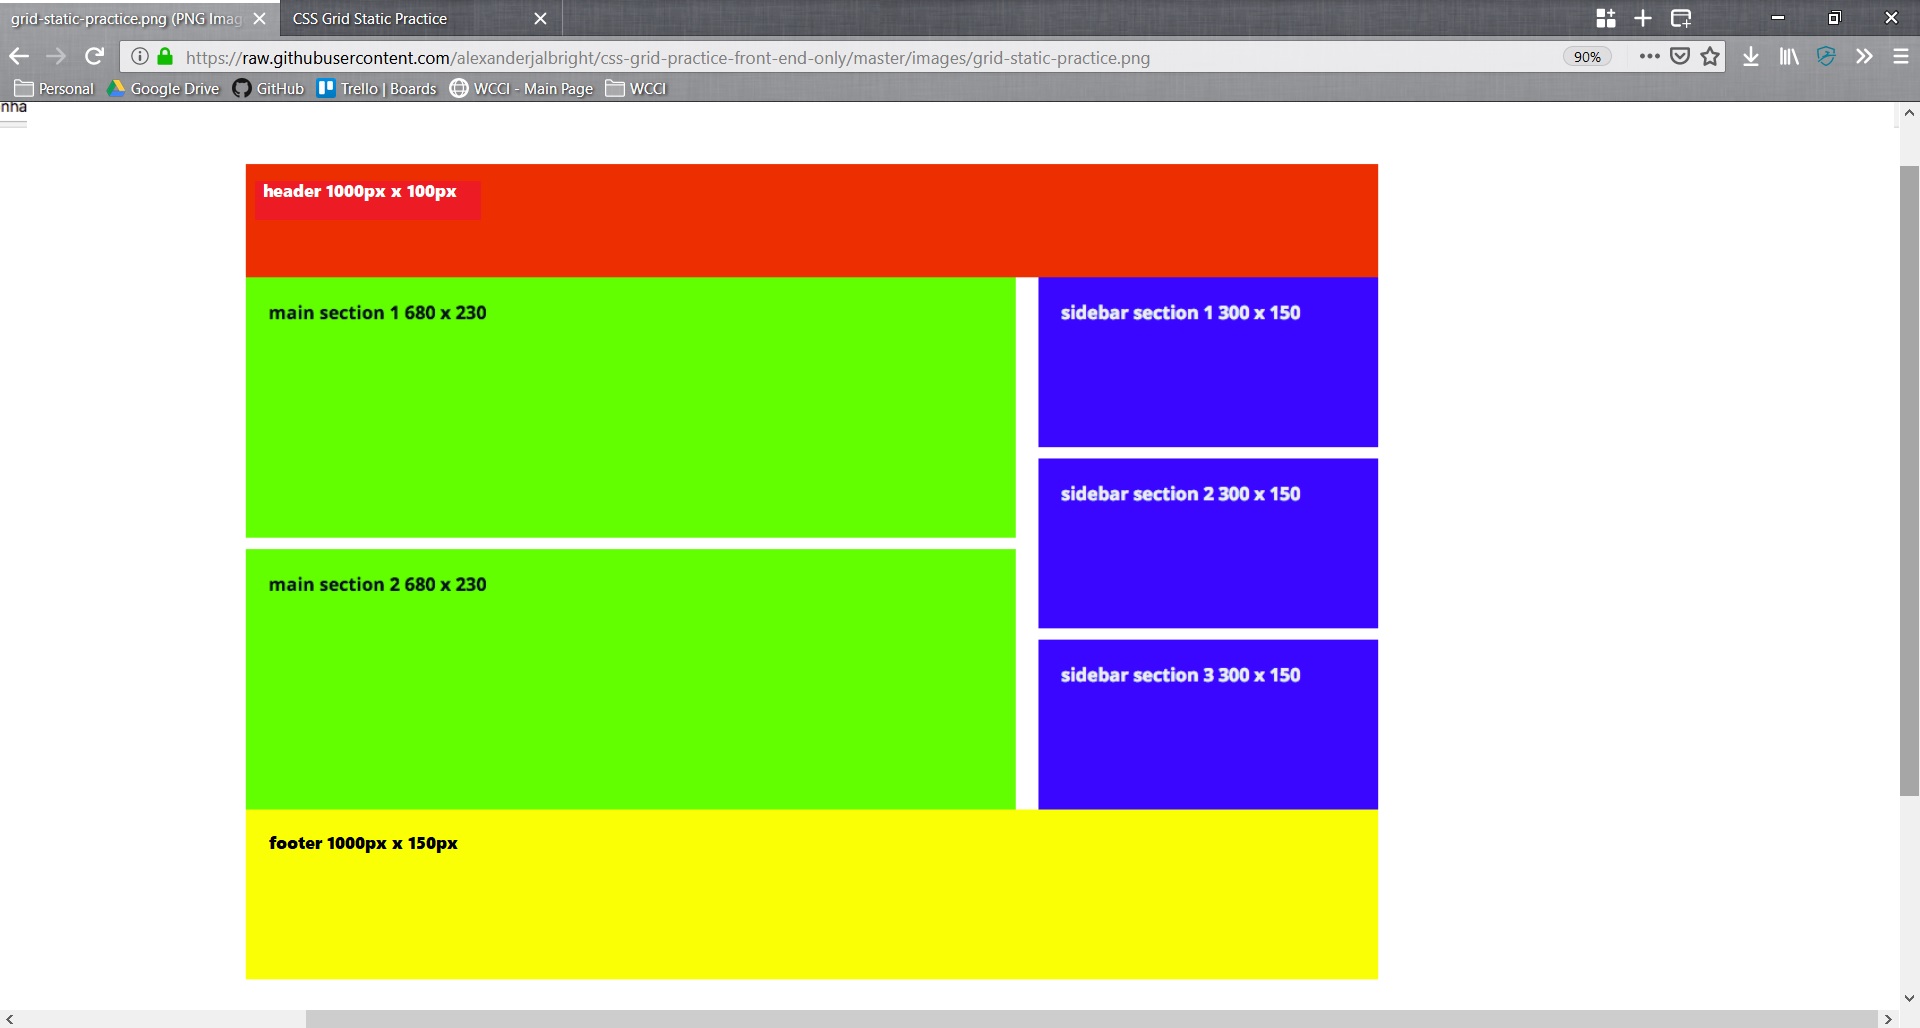 grid-static-practice.png (PNG Imag
CSS Grid Static Practice
https://raw.githubusercontent.com/alexanderjalbright/css-grid-practice-front-end-only/master/images/grid-static-practice.png
90%
Personal Google Drive GitHub Trello | Boards WCCI - Main Page WCCI
nha
header 1000px x 100px
main section 1 680 x 230
sidebar section 1 300 x 150
sidebar section 2 300 x 150
main section 2 680 x 230
sidebar section 3 300 x 150
footer 1000px x 150px